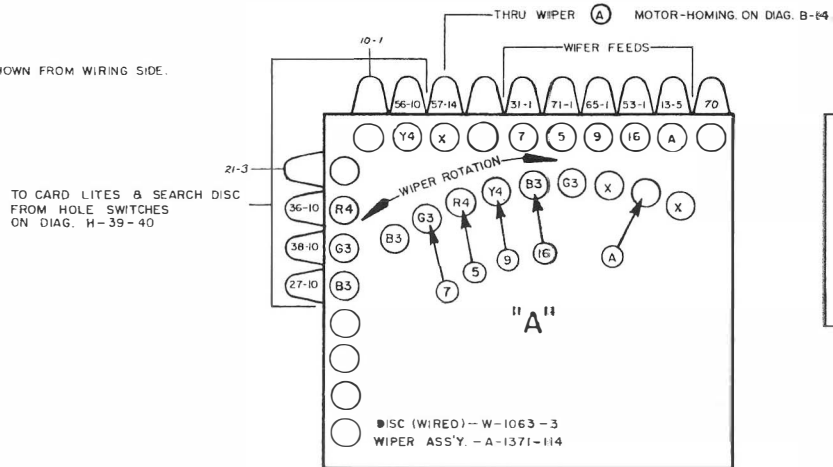 THRU WIPER A MOTOR-HOMING. ON DIAG. B-14.
10-1
WIPER FEEDS
OWN FROM WIRING SIDE.
56-10 57-14 31-1 71-1 65-1 53-1 13-5 70
Y4 X 7 5 9 16 A
21-3
WIPER ROTATION
TO CARD LITES & SEARCH DISC
FROM HOLE SWITCHES
ON DIAG. H-39-40
36-10 R4
38-10 G3
27-10 B3
B3 G3 R4 Y4 B3 G3 X X
7 5 9 16 A
"A"
DISC (WIRED)-- W-1063-3
WIPER ASS'Y. - A-1371-114